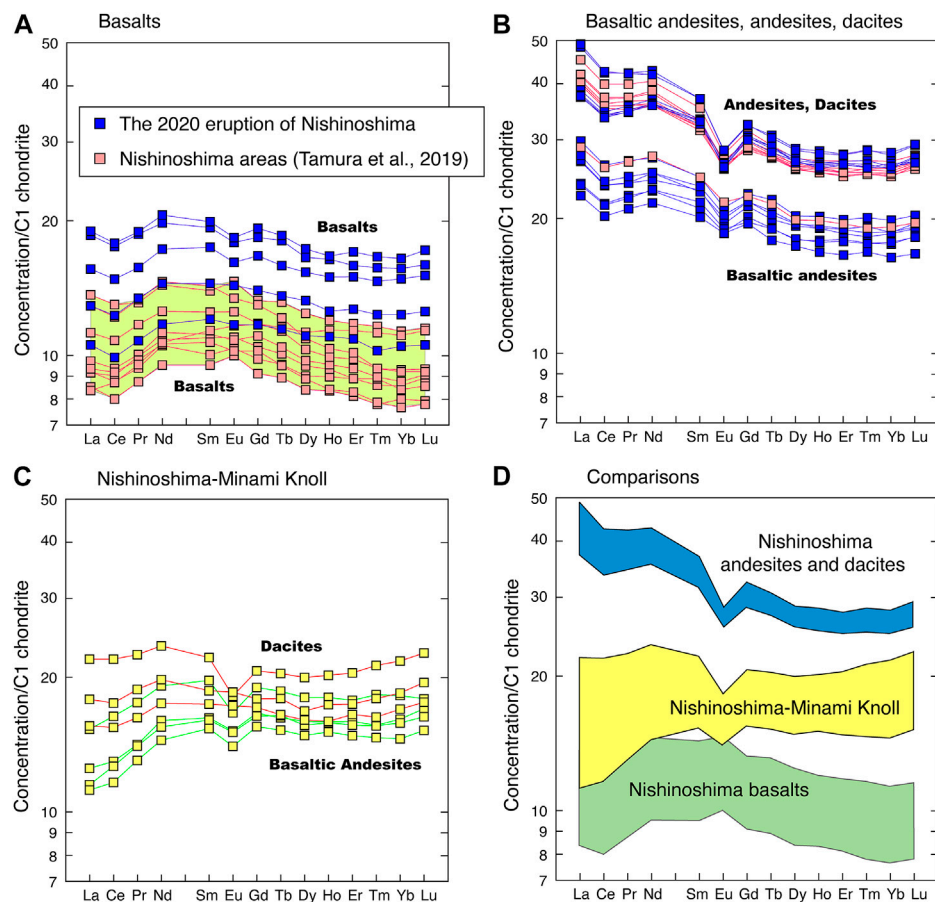 A Basalts
50
40
30
20
10
9
8
7
Concentration/C1 chondrite
The 2020 eruption of Nishinoshima
Nishinoshima areas (Tamura et al., 2019)
Basalts
Basalts
La Ce Pr Nd Sm Eu Gd Tb Dy Ho Er Tm Yb Lu
B Basaltic andesites, andesites, dacites
50
40
30
20
10
9
8
7
Concentration/C1 chondrite
Andesites, Dacites
Basaltic andesites
La Ce Pr Nd Sm Eu Gd Tb Dy Ho Er Tm Yb Lu
C Nishinoshima-Minami Knoll
50
40
30
20
10
9
8
7
Concentration/C1 chondrite
Dacites
Basaltic Andesites
La Ce Pr Nd Sm Eu Gd Tb Dy Ho Er Tm Yb Lu
D Comparisons
50
40
30
20
10
9
8
7
Concentration/C1 chondrite
Nishinoshima
andesites and dacites
Nishinoshima-Minami Knoll
Nishinoshima basalts
La Ce Pr Nd Sm Eu Gd Tb Dy Ho Er Tm Yb Lu